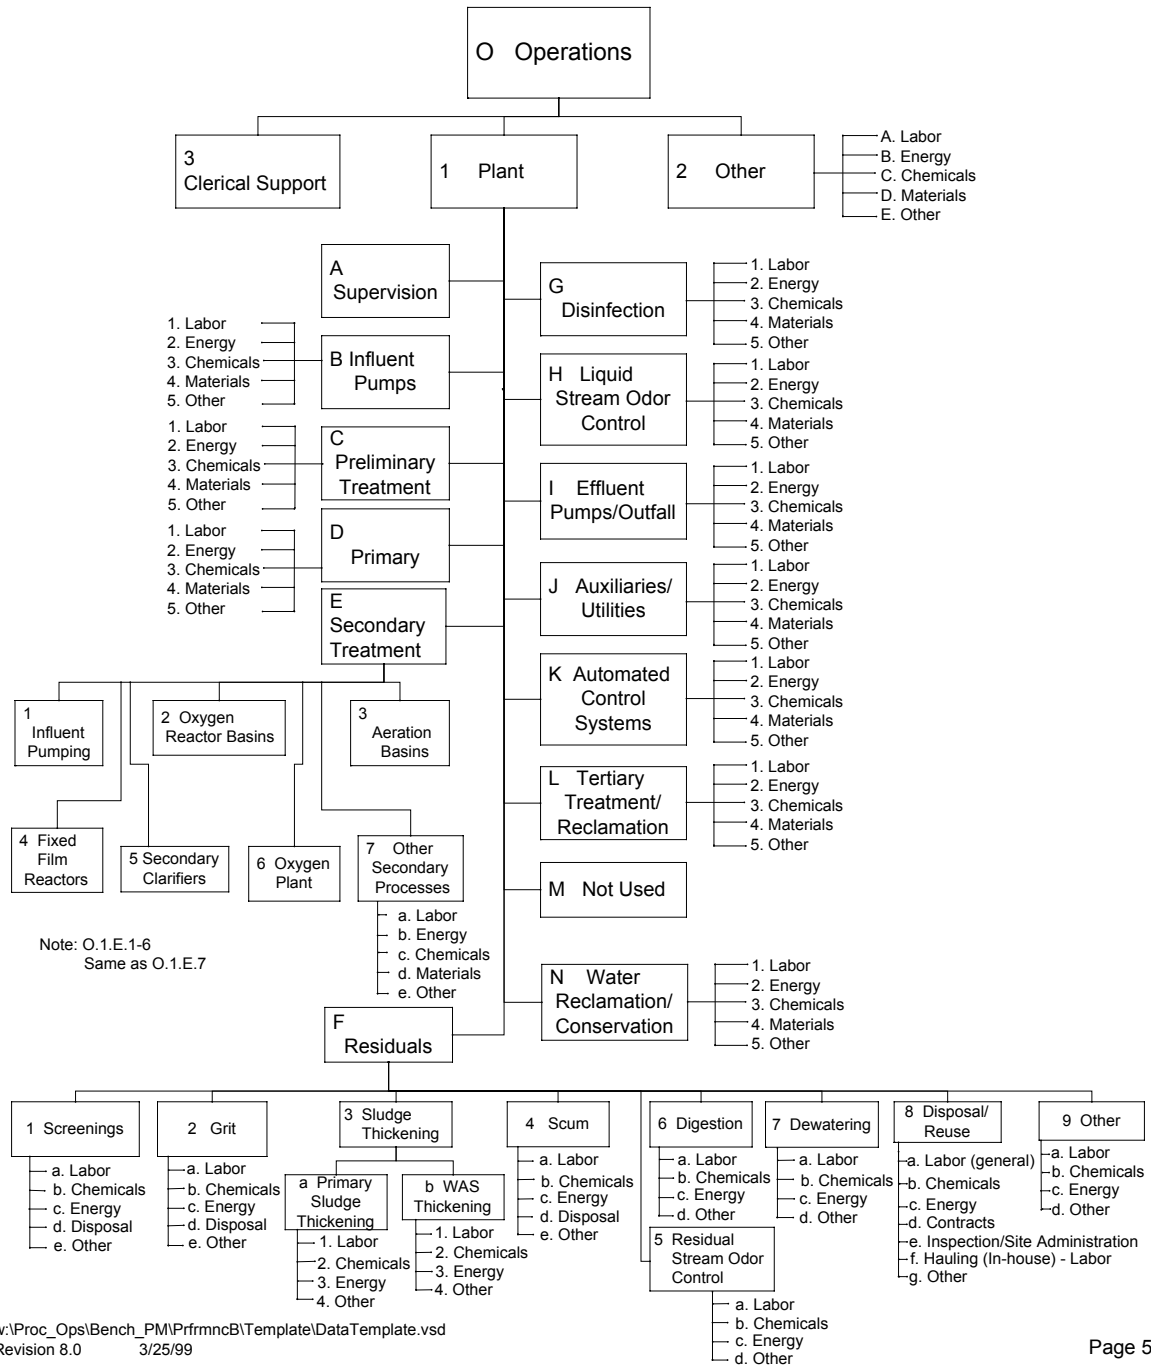 O Operations
3
Clerical Support
1 Plant
2 Other
A. Labor
B. Energy
C. Chemicals
D. Materials
E. Other
A
Supervision
1. Labor
2. Energy
3. Chemicals
4. Materials
5. Other
B Influent
Pumps
1. Labor
2. Energy
3. Chemicals
4. Materials
5. Other
C
Preliminary
Treatment
1. Labor
2. Energy
3. Chemicals
4. Materials
5. Other
D
Primary
E
Secondary
Treatment
G
Disinfection
1. Labor
2. Energy
3. Chemicals
4. Materials
5. Other
H Liquid
Stream Odor
Control
1. Labor
2. Energy
3. Chemicals
4. Materials
5. Other
I Effluent
Pumps/Outfall
1. Labor
2. Energy
3. Chemicals
4. Materials
5. Other
J Auxiliaries/
Utilities
1. Labor
2. Energy
3. Chemicals
4. Materials
5. Other
K Automated
Control
Systems
1. Labor
2. Energy
3. Chemicals
4. Materials
5. Other
L Tertiary
Treatment/
Reclamation
1. Labor
2. Energy
3. Chemicals
4. Materials
5. Other
M Not Used
N Water
Reclamation/
Conservation
1. Labor
2. Energy
3. Chemicals
4. Materials
5. Other
1
Influent
Pumping
2 Oxygen
Reactor Basins
3
Aeration
Basins
4 Fixed
Film
Reactors
5 Secondary
Clarifiers
6 Oxygen
Plant
7 Other
Secondary
Processes
a. Labor
b. Energy
c. Chemicals
d. Materials
e. Other
Note: O.1.E.1-6
Same as O.1.E.7
F
Residuals
1 Screenings
a. Labor
b. Chemicals
c. Energy
d. Disposal
e. Other
2 Grit
a. Labor
b. Chemicals
c. Energy
d. Disposal
e. Other
3 Sludge
Thickening
a Primary
Sludge
Thickening
1. Labor
2. Chemicals
3. Energy
4. Other
b WAS
Thickening
1. Labor
2. Chemicals
3. Energy
4. Other
4 Scum
a. Labor
b. Chemicals
c. Energy
d. Disposal
e. Other
6 Digestion
a. Labor
b. Chemicals
c. Energy
d. Other
5 Residual
Stream Odor
Control
a. Labor
b. Chemicals
c. Energy
d. Other
7 Dewatering
a. Labor
b. Chemicals
c. Energy
d. Other
8 Disposal/
Reuse
a. Labor (general)
b. Chemicals
c. Energy
d. Contracts
e. Inspection/Site Administration
f. Hauling (In-house) - Labor
g. Other
9 Other
a. Labor
b. Chemicals
c. Energy
d. Other
w:\Proc_Ops\Bench_PM\PrfrmncB\Template\DataTemplate.vsd
Revision 8.0 3/25/99
Page 5